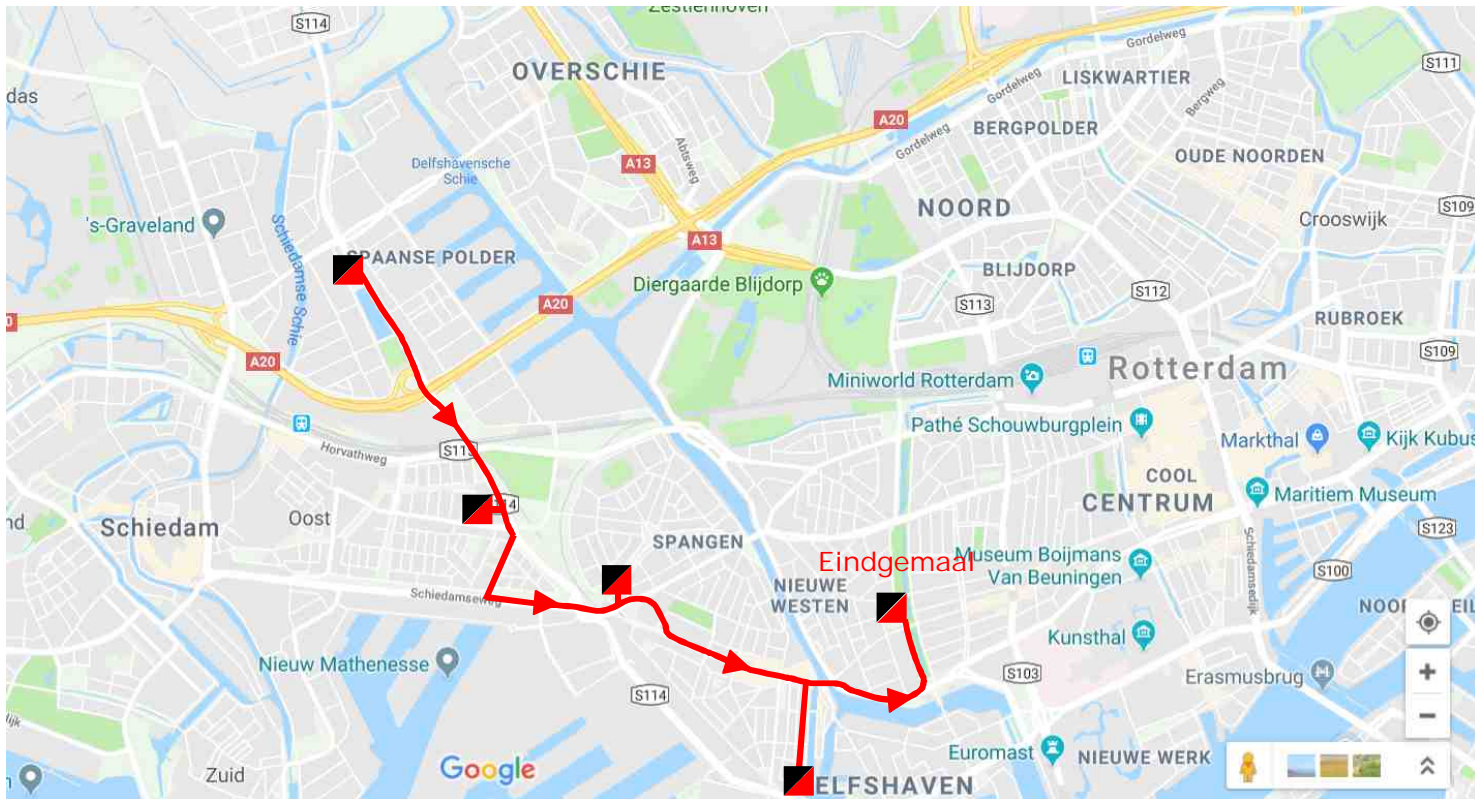 Zestienhoven
S114
OVERSCHIE
Gordelweg
LISKWARTIER
S111
Gordelweg
Bergweg
das
A20
BERGPOLDER
Gordelweg
Abtsweg
A13
Delfshavensche
Schie
OUDE NOORDEN
NOORD
S109
Crooswijk
's-Graveland
Schiedamse Schie
A13
SPAANSE POLDER
BLIJDORP
Diergaarde Blijdorp
S112
A20
S113
RUBROEK
0
S109
A20
Rotterdam
Miniworld Rotterdam
Pathé Schouwburgplein
Markthal
Kijk Kubus
Horvathweg
S113
COOL
CENTRUM
Maritiem Museum
S114
nd
Schiedam
Oost
S123
SPANGEN
Eindgemaal
Museum Boijmans
Van Beuningen
Schiedamsedijk
S100
NIEUWE
WESTEN
Schiedamseweg
Kunsthal
Nieuw Mathenesse
S103
Erasmusbrug
S114
lijk
Euromast
NIEUWE WERK
Google
Zuid
ELFSHAVEN